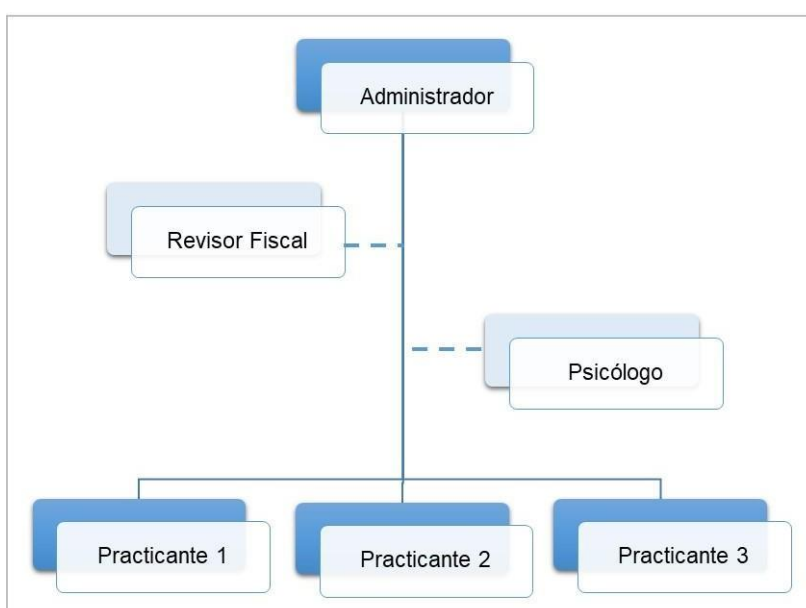 Administrador
Revisor Fiscal
Psicólogo
Practicante 1
Practicante 2
Practicante 3